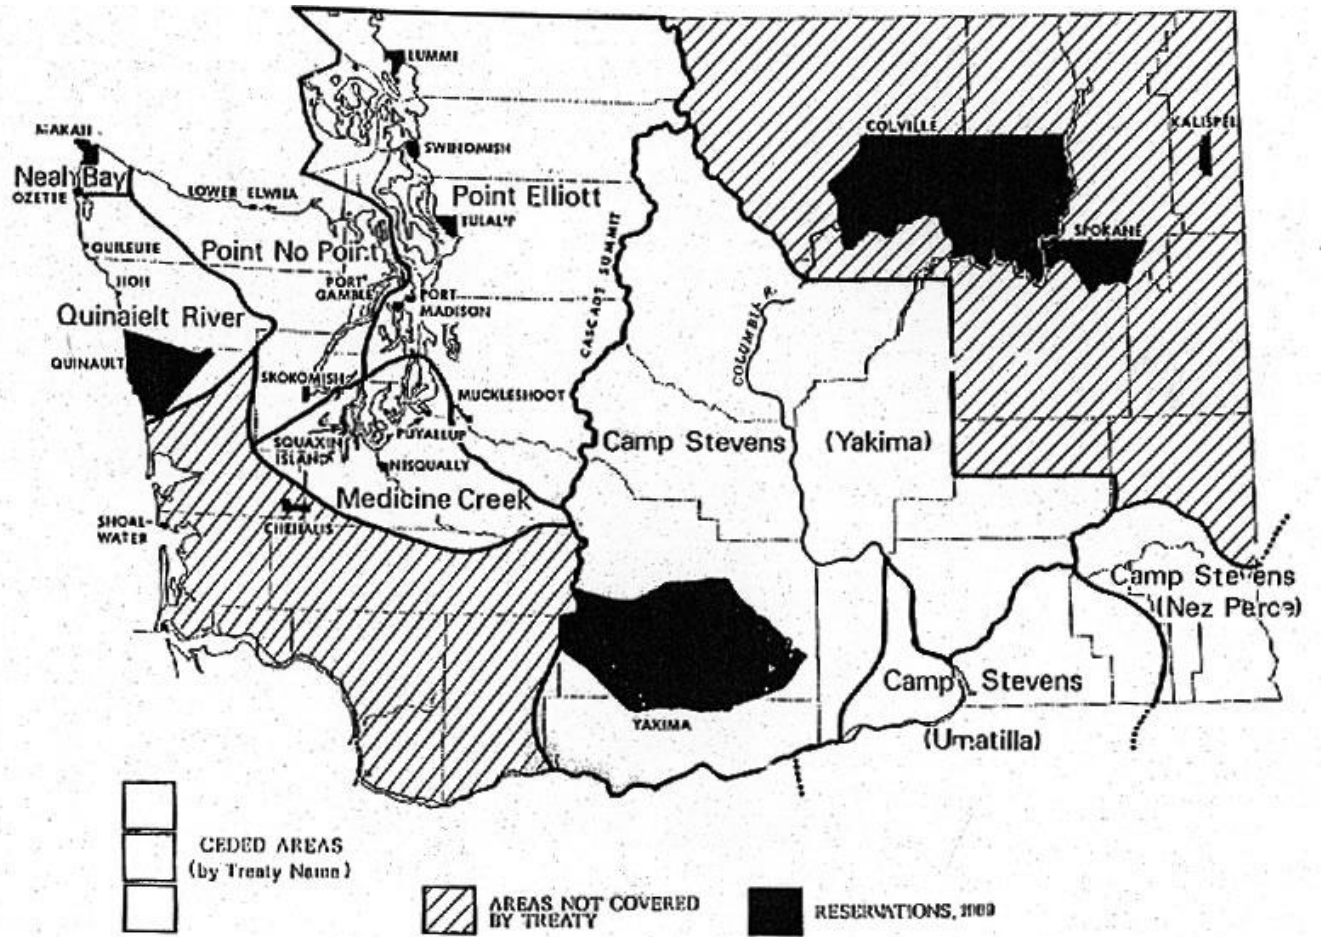 LUMMI
MAKAH
COLVILLE
KALISPEL
SWINOMISH
Neah Bay
OZETTE
LOWER ELWHA
Point Elliott
TULALIP
SPOKANE
QUILEUTE
Point No Point
HOH
PORT
GAMBLE
PORT
MADISON
CASCADE SUMMIT
COLUMBIA R.
Quinaielt River
QUINAULT
SKOKOMISH
MUCKLESHOOT
PUYALLUP
Camp Stevens
(Yakima)
SQUAXIN
ISLAND
NISQUALLY
Medicine Creek
SHOAL-
WATER
CHEHALIS
Camp Stevens
(Nez Perce)
Camp Stevens
YAKIMA
(Umatilla)
CEDED AREAS
(by Treaty Name)
AREAS NOT COVERED
BY TREATY
RESERVATIONS,